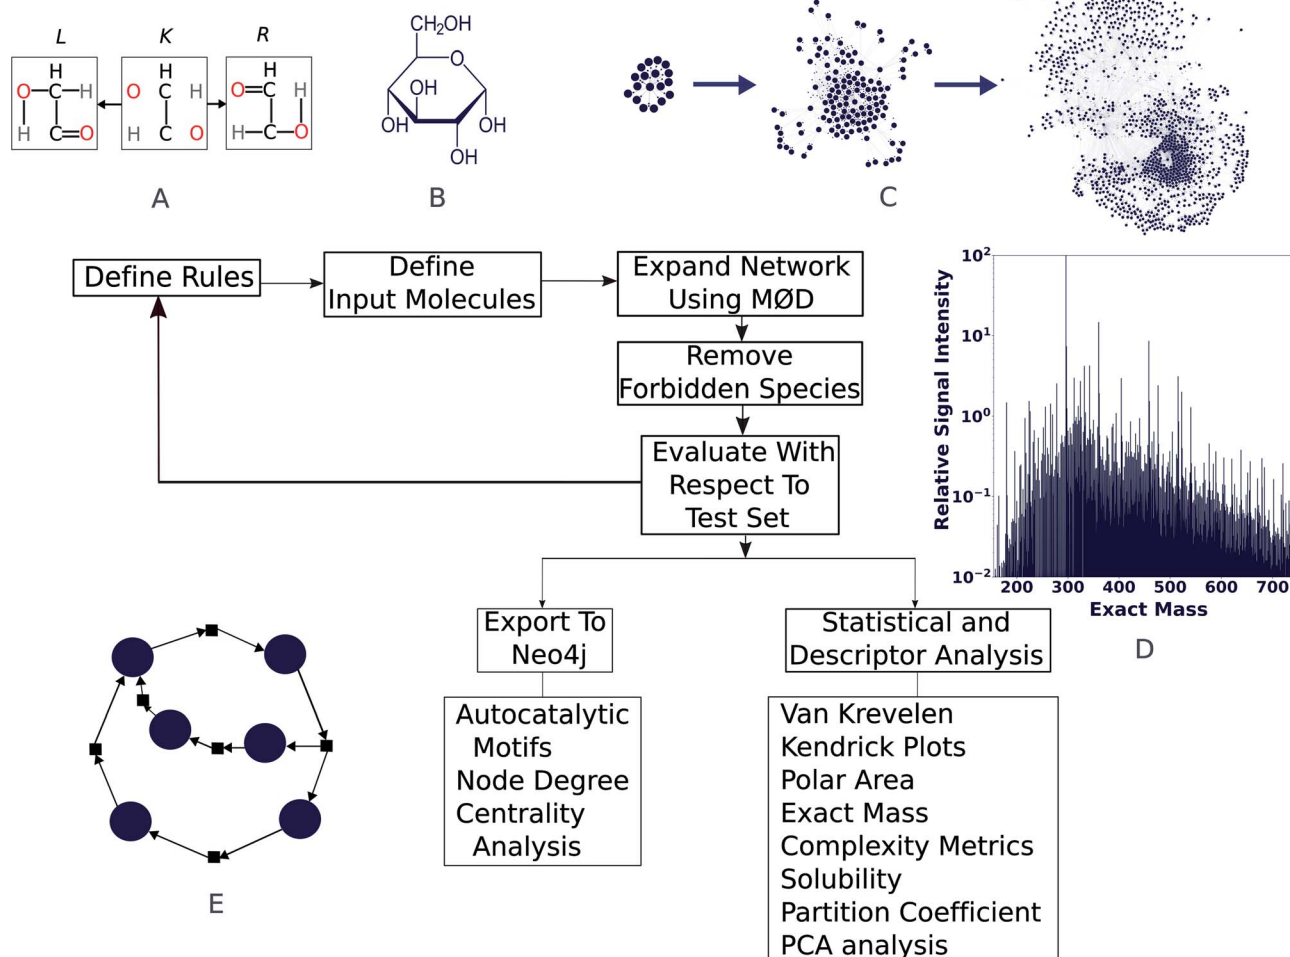 L K R
H
O C H
H C O
O C H
H C O
H
O C H
H C O
A
CH₂OH
O
OH
OH OH
OH
B
C
Define Rules
Define
Input Molecules
Expand Network
Using MØD
Remove
Forbidden Species
Evaluate With
Respect To
Test Set
Export To
Neo4j
Autocatalytic
Motifs
Node Degree
Centrality
Analysis
Statistical and
Descriptor Analysis
Van Krevelen
Kendrick Plots
Polar Area
Exact Mass
Complexity Metrics
Solubility
Partition Coefficient
PCA analysis
Relative Signal Intensity
10²
10¹
10⁰
10⁻¹
10⁻²
200 300 400 500 600 700
Exact Mass
D
E